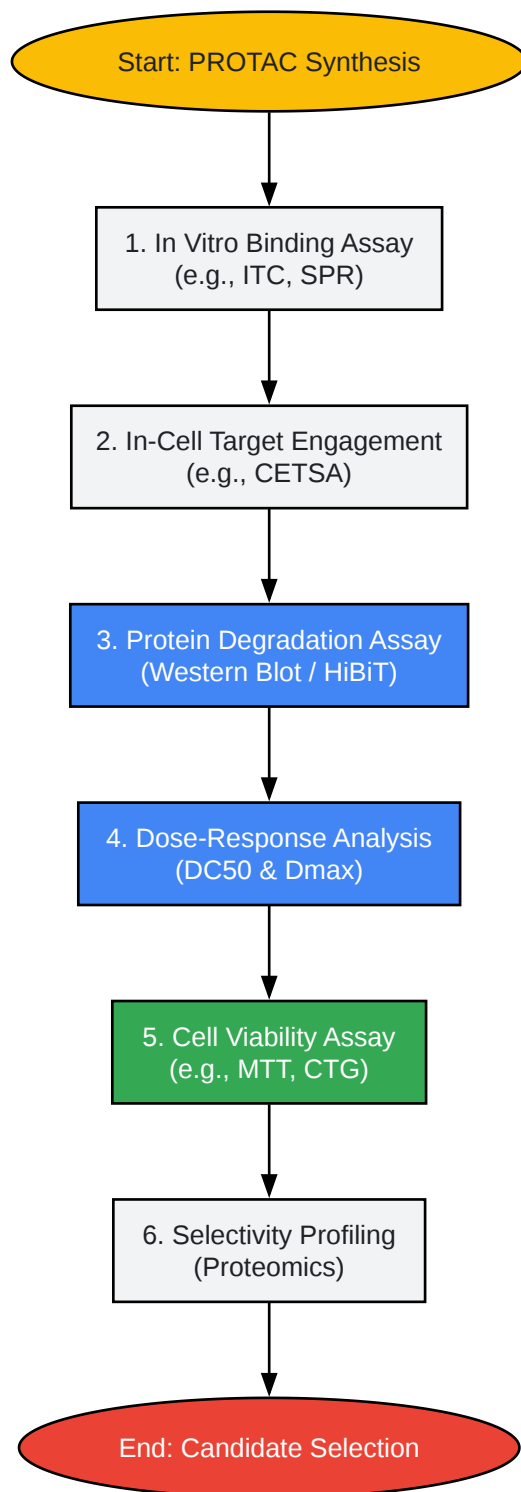 Start: PROTAC Synthesis
1. In Vitro Binding Assay
(e.g., ITC, SPR)
2. In-Cell Target Engagement
(e.g., CETSA)
3. Protein Degradation Assay
(Western Blot / HiBiT)
4. Dose-Response Analysis
(DC50 & Dmax)
5. Cell Viability Assay
(e.g., MTT, CTG)
6. Selectivity Profiling
(Proteomics)
End: Candidate Selection